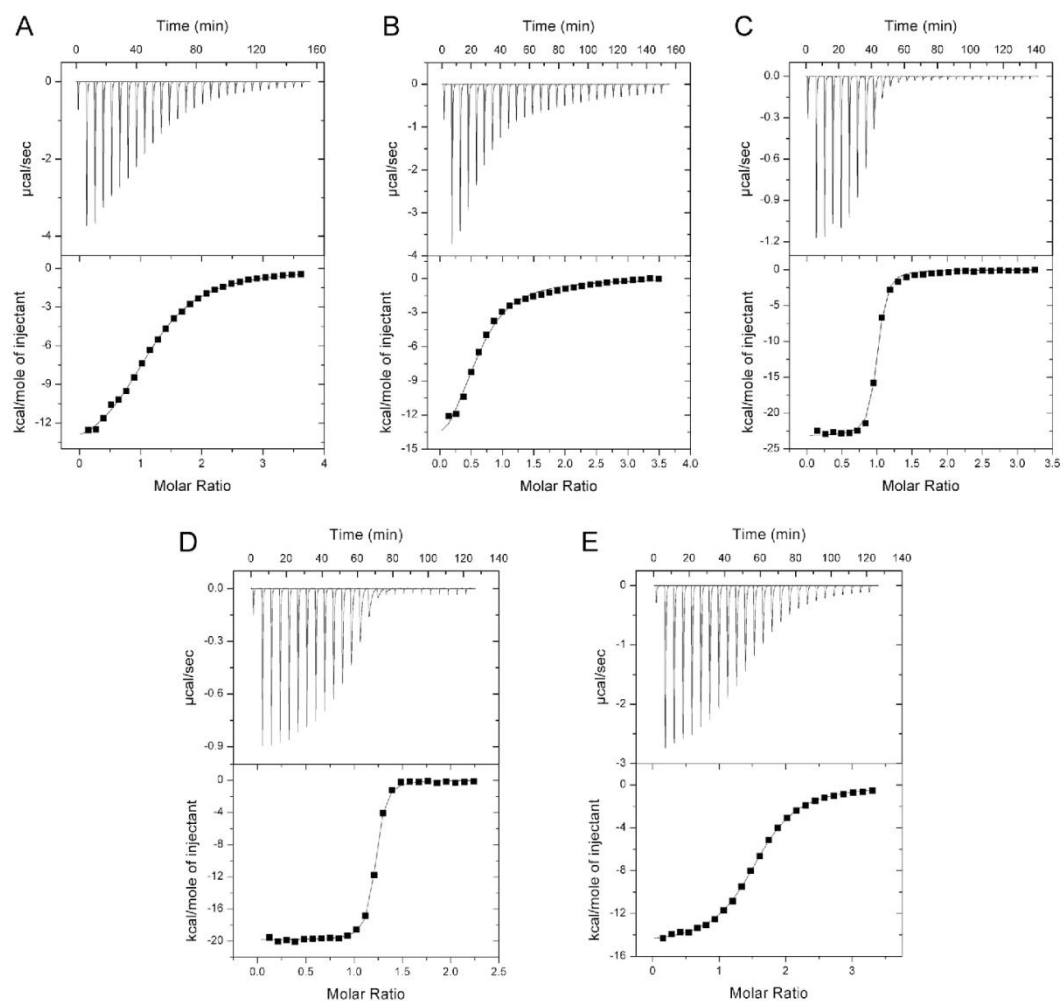 A
Time (min)
0 40 80 120 160
0
-2
-4
µcal/sec
0
-3
-6
-9
-12
kcal/mole of injectant
0 1 2 3 4
Molar Ratio
B
Time (min)
0 20 40 60 80 100 120 140 160
0
-1
-2
-3
-4
µcal/sec
0
-3
-6
-9
-12
-15
kcal/mole of injectant
0.0 0.5 1.0 1.5 2.0 2.5 3.0 3.5 4.0
Molar Ratio
C
Time (min)
0 20 40 60 80 100 120 140
0.0
-0.3
-0.6
-0.9
-1.2
µcal/sec
0
-5
-10
-15
-20
-25
kcal/mole of injectant
0.0 0.5 1.0 1.5 2.0 2.5 3.0 3.5
Molar Ratio
D
Time (min)
0 20 40 60 80 100 120 140
0.0
-0.3
-0.6
-0.9
µcal/sec
0
-4
-8
-12
-16
-20
kcal/mole of injectant
0.0 0.5 1.0 1.5 2.0 2.5
Molar Ratio
E
Time (min)
0 20 40 60 80 100 120 140
0
-1
-2
-3
µcal/sec
0
-4
-8
-12
-16
kcal/mole of injectant
0 1 2 3
Molar Ratio